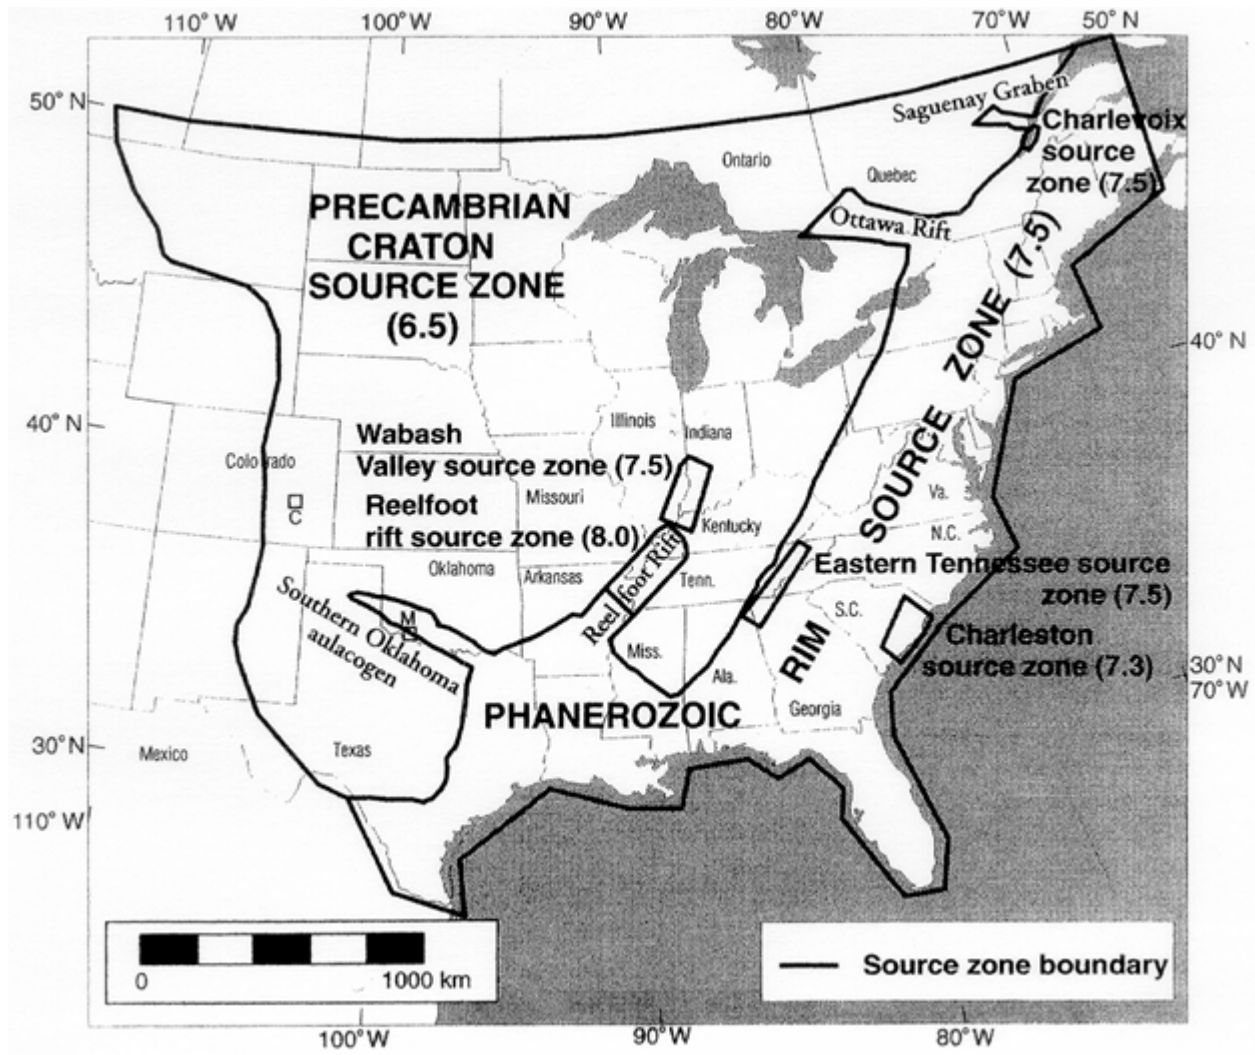 110° W
100° W
90° W
80° W
70° W
50° N
50° N
Saguenay Graben
Charlevoix
source
zone (7.5)
Ontario
Quebec
Ottawa Rift
PRECAMBRIAN
CRATON
SOURCE ZONE
(6.5)
40° N
40° N
Wabash
Valley source zone (7.5)
Reelfoot
rift source zone (8.0)
Illinois
Indiana
Colorado
C
Missouri
Kentucky
Va.
N.C.
Oklahoma
Arkansas
Tenn.
Reelfoot Rift
Eastern Tennessee source
zone (7.5)
S.C.
Southern Oklahoma
aulacogen
M
Miss.
Ala.
Georgia
Charleston
source zone (7.3)
30° N
70° W
PHANEROZOIC
RIM
SOURCE
ZONE (7.5)
30° N
Mexico
Texas
110° W
0
1000 km
Source zone boundary
100° W
90° W
80° W